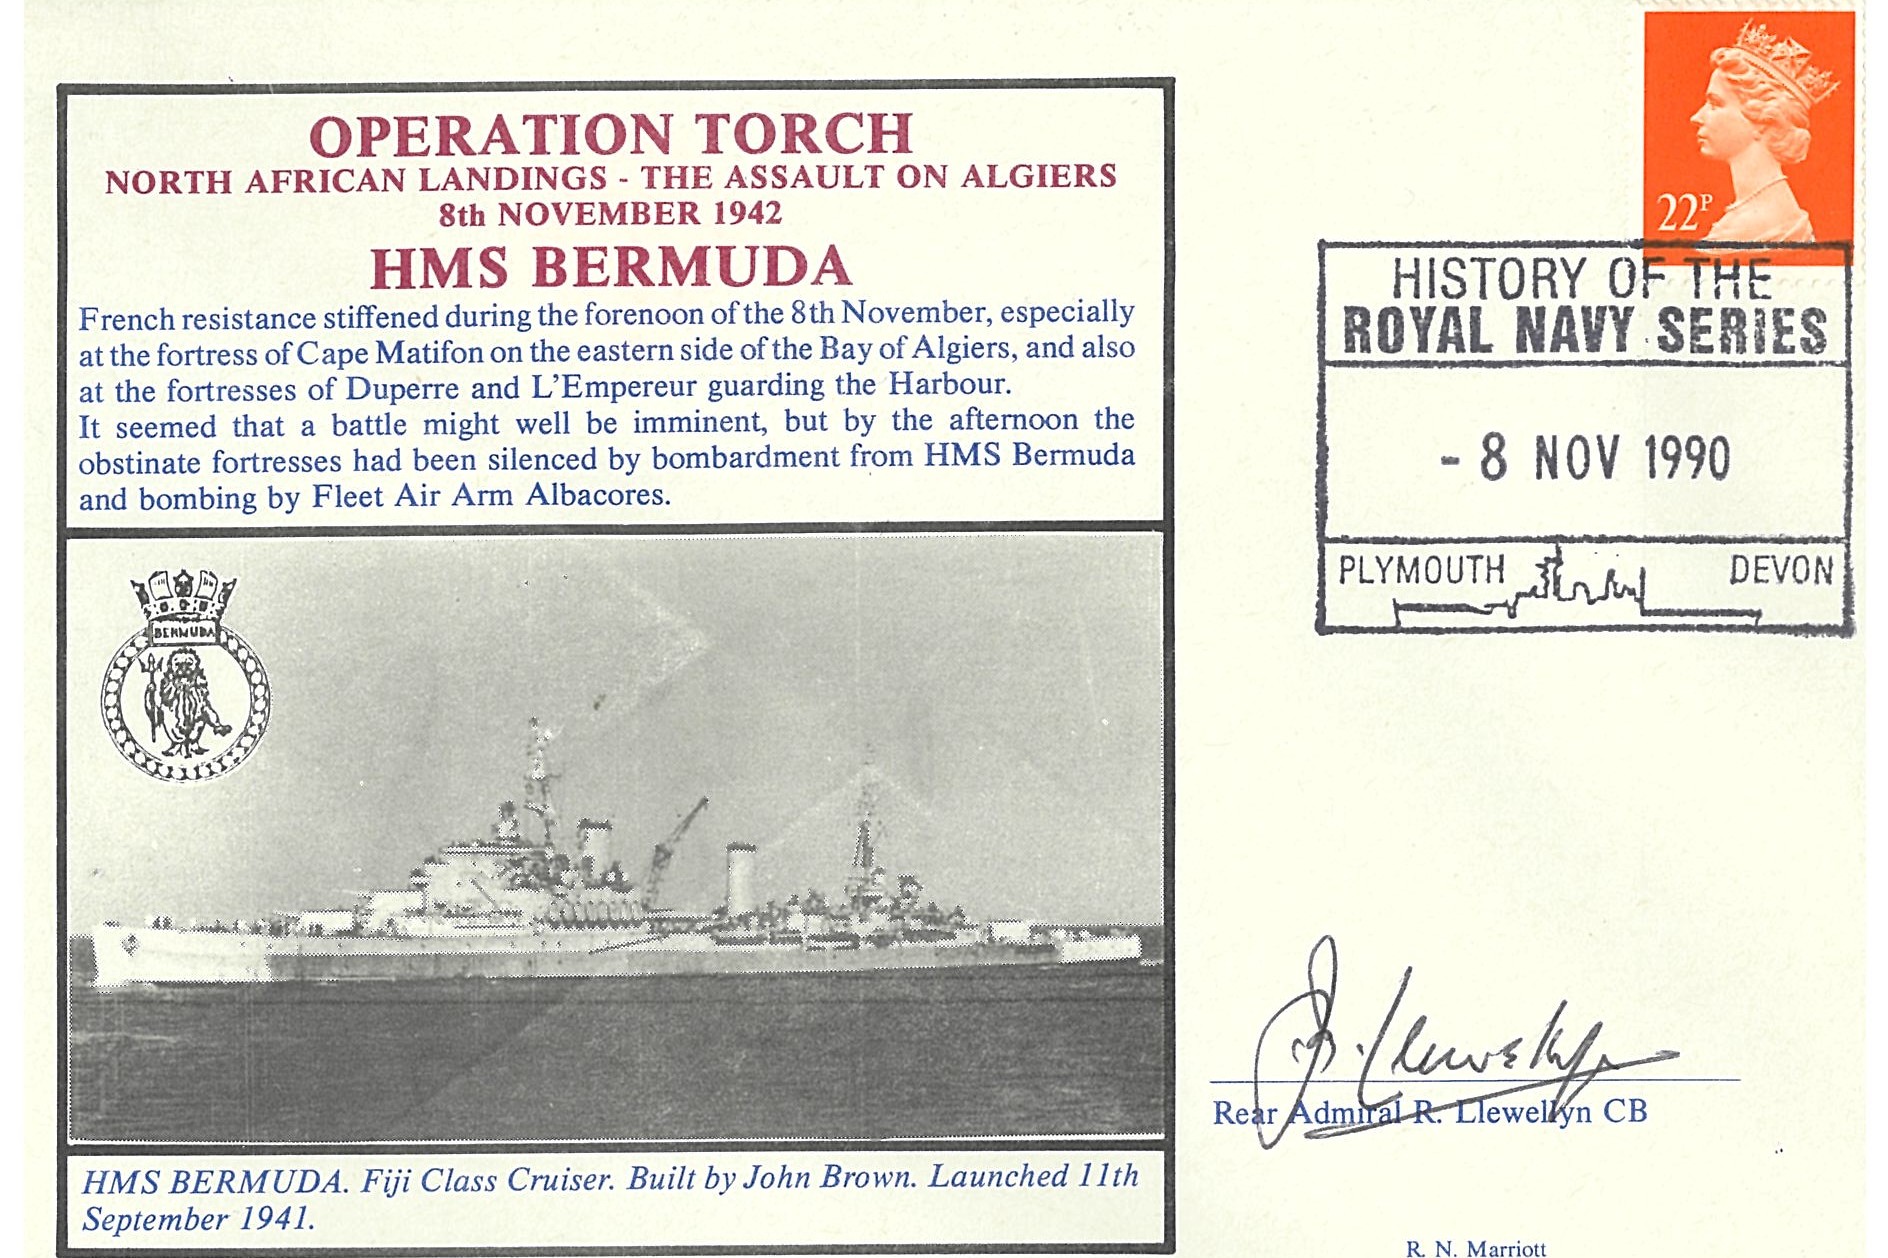 OPERATION TORCH
NORTH AFRICAN LANDINGS - THE ASSAULT ON ALGIERS
8th NOVEMBER 1942
HMS BERMUDA
French resistance stiffened during the forenoon of the 8th November, especially
at the fortress of Cape Matifon on the eastern side of the Bay of Algiers, and also
at the fortresses of Duperre and L'Empereur guarding the Harbour.
It seemed that a battle might well be imminent, but by the afternoon the
obstinate fortresses had been silenced by bombardment from HMS Bermuda
and bombing by Fleet Air Arm Albacores.
BERMUDA
HMS BERMUDA. Fiji Class Cruiser. Built by John Brown. Launched 11th
September 1941.
22P
HISTORY OF THE
ROYAL NAVY SERIES
- 8 NOV 1990
PLYMOUTH DEVON
R. Llewellyn
Rear Admiral R. Llewellyn CB
R. N. Marriott